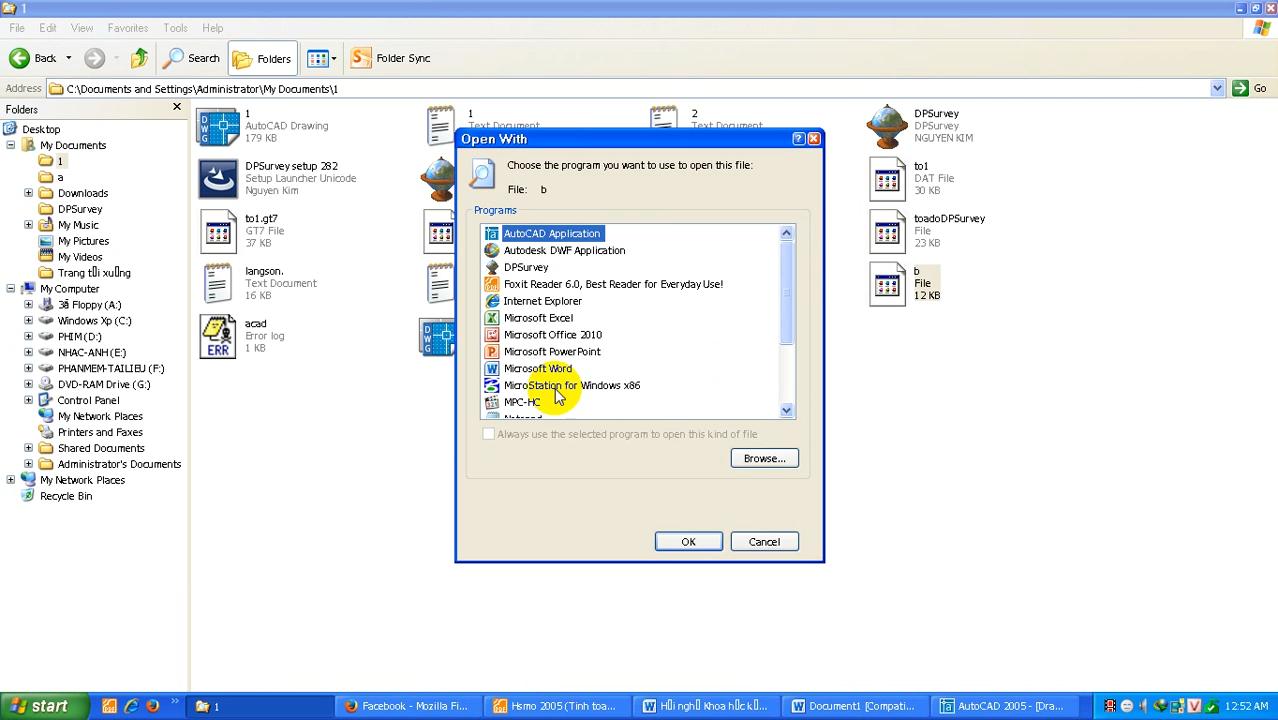 1
File Edit View Favorites Tools Help
Back Search Folders Folder Sync
Address C:\Documents and Settings\Administrator\My Documents\1 Go
Folders
Desktop
My Documents
1
a
Downloads
DPSurvey
My Music
My Pictures
My Videos
Trang
My Computer
3½ Floppy (A:)
Windows Xp (C:)
PHIM (D:)
NHAC-ANH (E:)
PHANMEM-TAILIEU (F:)
DVD-RAM Drive (G:)
Control Panel
My Network Places
Printers and Faxes
Shared Documents
Administrator's Documents
My Network Places
Recycle Bin
1
AutoCAD Drawing
179 KB
1
Text Document
2
Text Document
DPSurvey
DPSurvey
NGUYEN KIM
DPSurvey setup 282
Setup Launcher Unicode
Nguyen Kim
to1
DAT File
30 KB
to1.gt7
GT7 File
37 KB
toadoDPSurvey
File
23 KB
langson.
Text Document
16 KB
b
File
12 KB
acad
Error log
1 KB
Open With
Choose the program you want to use to open this file:
File: b
Programs
AutoCAD Application
Autodesk DWF Application
DPSurvey
Foxit Reader 6.0, Best Reader for Everyday Use!
Internet Explorer
Microsoft Excel
Microsoft Office 2010
Microsoft PowerPoint
Microsoft Word
MicroStation for Windows x86
MPC-HC
Notepad
Always use the selected program to open this kind of file
Browse...
OK Cancel
start 1 Facebook - Mozilla Fi... Hsmo 2005 (Tinh toa... Document1 [Compati... AutoCAD 2005 - [Dra... 12:52 AM